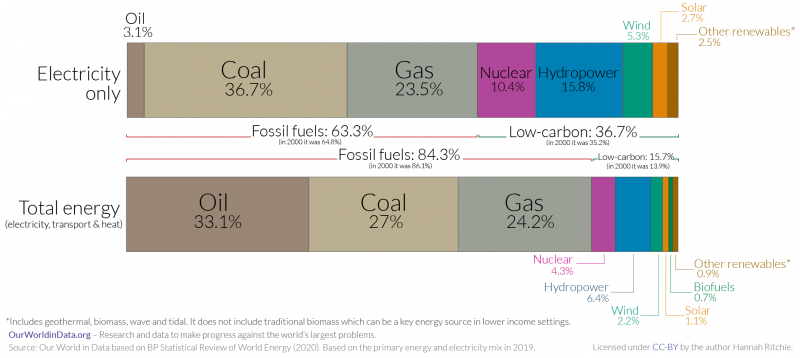 Oil
3.1%
Solar
2.7%
Wind
5.3%
Other renewables*
2.5%
Electricity
only
Coal
36.7%
Gas
23.5%
Nuclear
10.4%
Hydropower
15.8%
Fossil fuels: 63.3%
(in 2000 it was 64.8%)
Low-carbon: 36.7%
(in 2000 it was 35.2%)
Fossil fuels: 84.3%
(in 2000 it was 86.1%)
Low-carbon: 15.7%
(in 2000 it was 13.9%)
Total energy
(electricity, transport & heat)
Oil
33.1%
Coal
27%
Gas
24.2%
Nuclear
4.3%
Hydropower
6.4%
Wind
2.2%
Other renewables*
0.9%
Biofuels
0.7%
Solar
1.1%
*Includes geothermal, biomass, wave and tidal. It does not include traditional biomass which can be a key energy source in lower income settings.
OurWorldinData.org – Research and data to make progress against the world's largest problems.
Source: Our World in Data based on BP Statistical Review of World Energy (2020). Based on the primary energy and electricity mix in 2019.
Licensed under CC-BY by the author Hannah Ritchie.